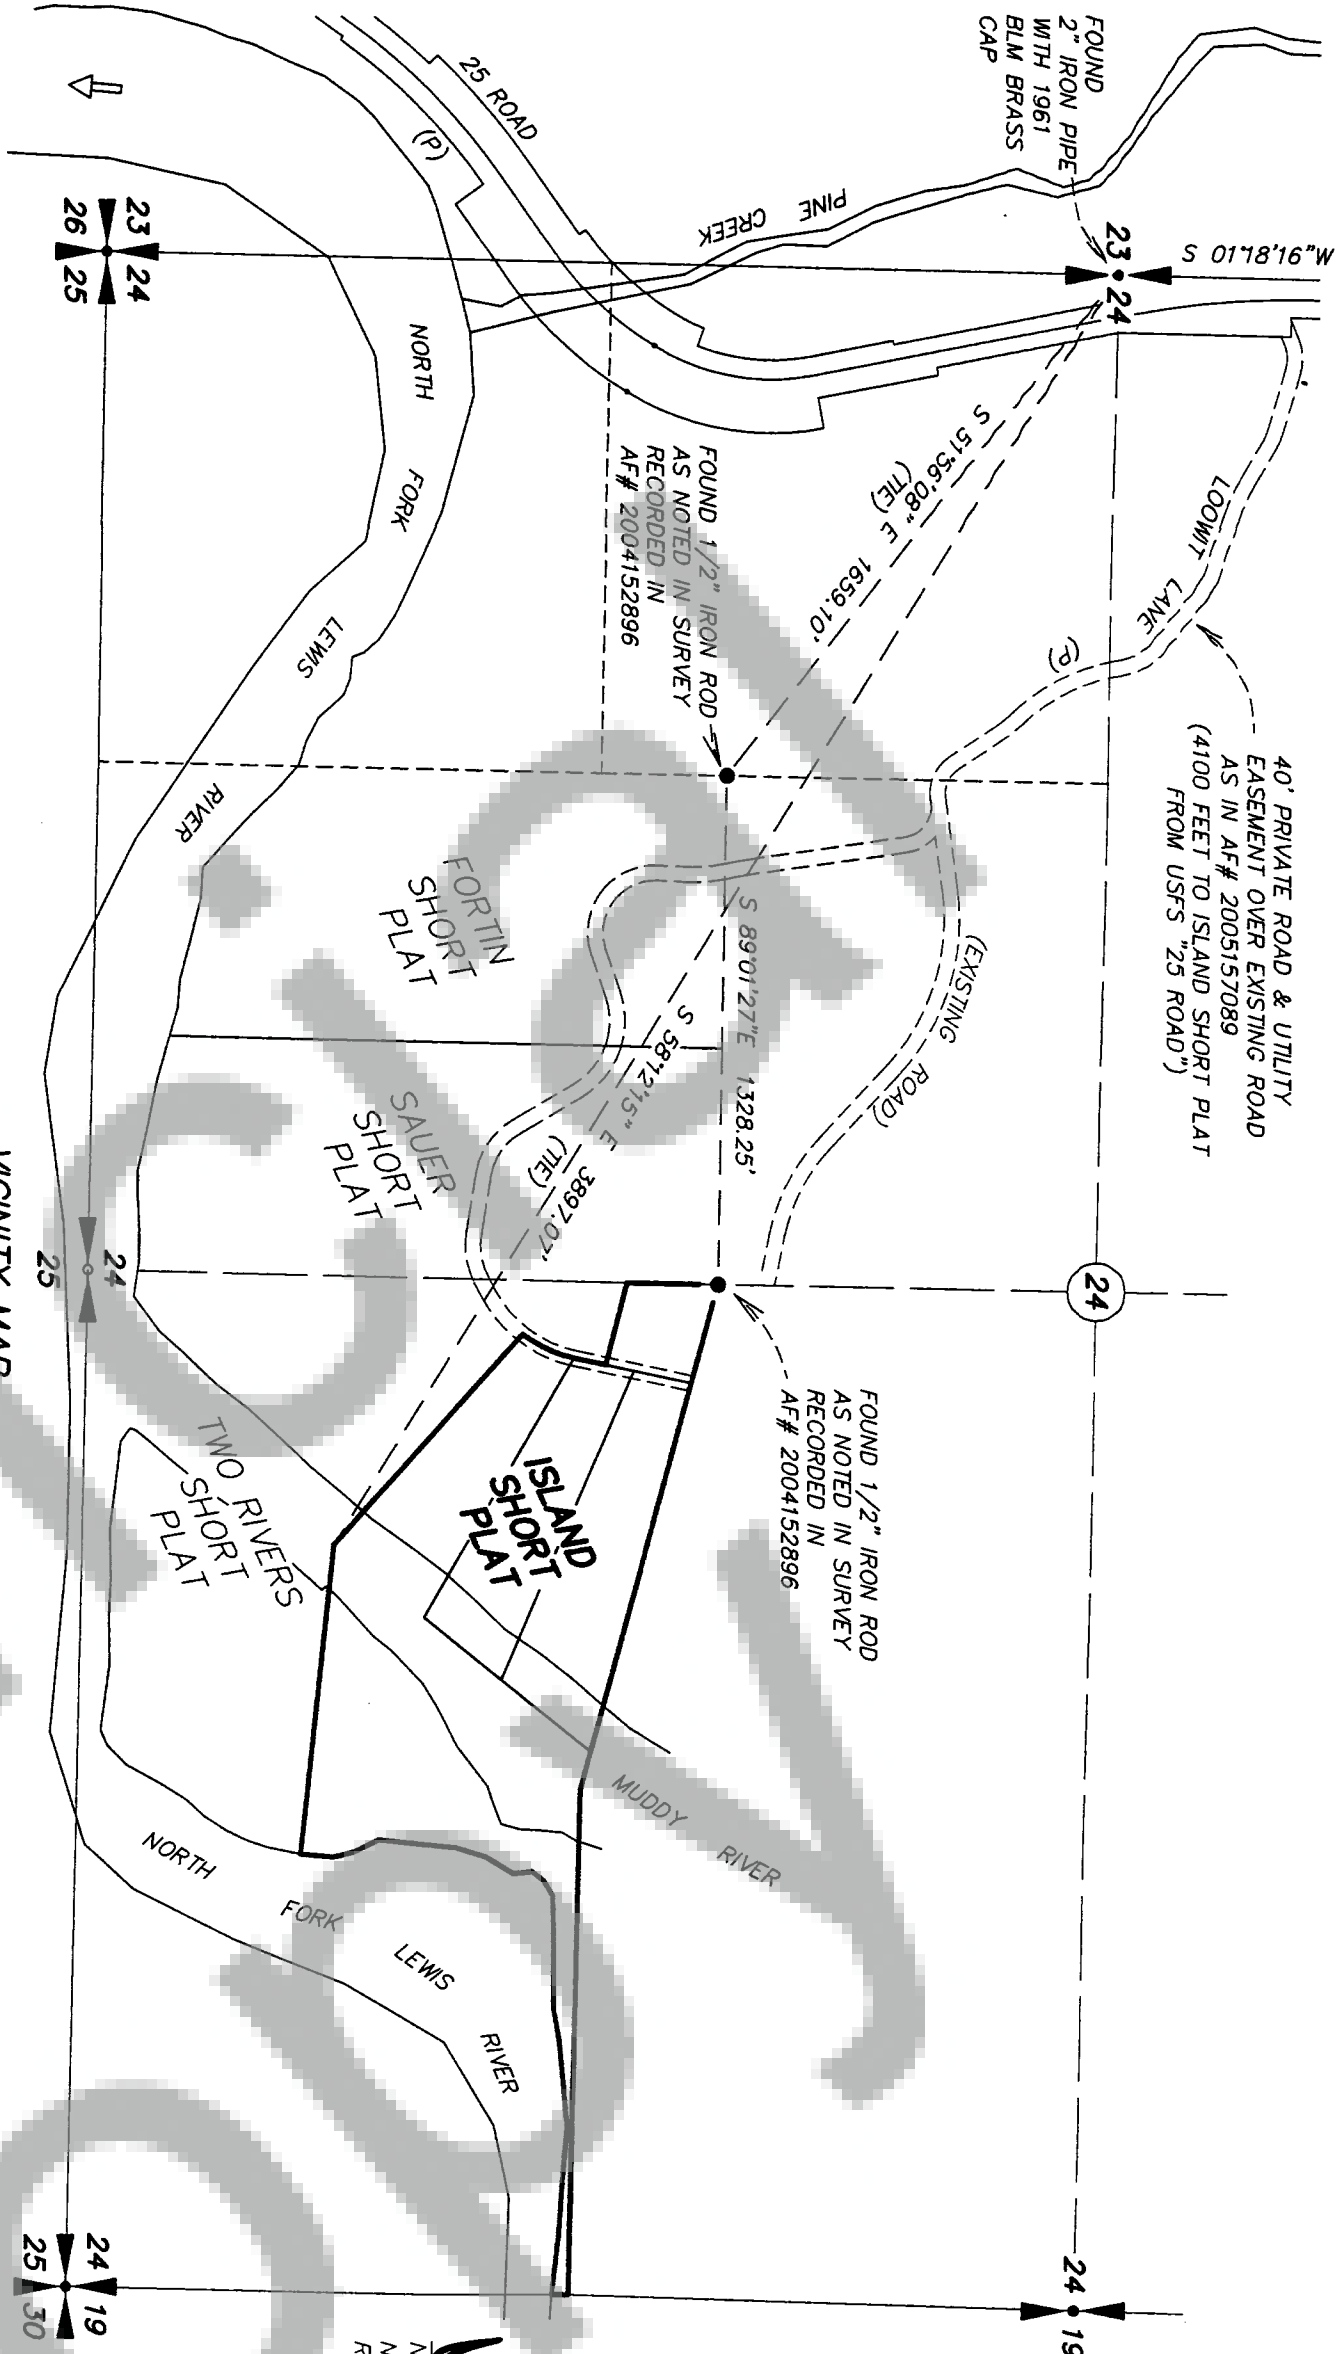 S 01°18'16"W
FOUND
2" IRON PIPE
WITH 1961
BLM BRASS
CAP
23 24
25 ROAD
(P)
PINE
CREEK
23 24
26 25
LOOWIT
LANE
(P)
40' PRIVATE ROAD & UTILITY
EASEMENT OVER EXISTING ROAD
AS IN AF# 2005157089
(4100 FEET TO ISLAND SHORT PLAT
FROM USFS "25 ROAD")
S 51°56'08" E 1659.10'
(TIE)
FOUND 1/2" IRON ROD
AS NOTED IN SURVEY
RECORDED IN
AF# 2004152896
NORTH
FORK
LEWIS
RIVER
(EXISTING
ROAD)
S 89°01'27"E 1328.25'
S 58°12'15" E 3897.07'
(TIE)
FORTIN
SHORT
PLAT
SAUER
SHORT
PLAT
24
24
25
FOUND 1/2" IRON ROD
AS NOTED IN SURVEY
RECORDED IN
AF# 2004152896
ISLAND
SHORT
PLAT
TWO RIVERS
SHORT
PLAT
MUDDY
RIVER
NORTH
FORK
LEWIS
RIVER
24 19
24 19
25 30
VICINITY MAP